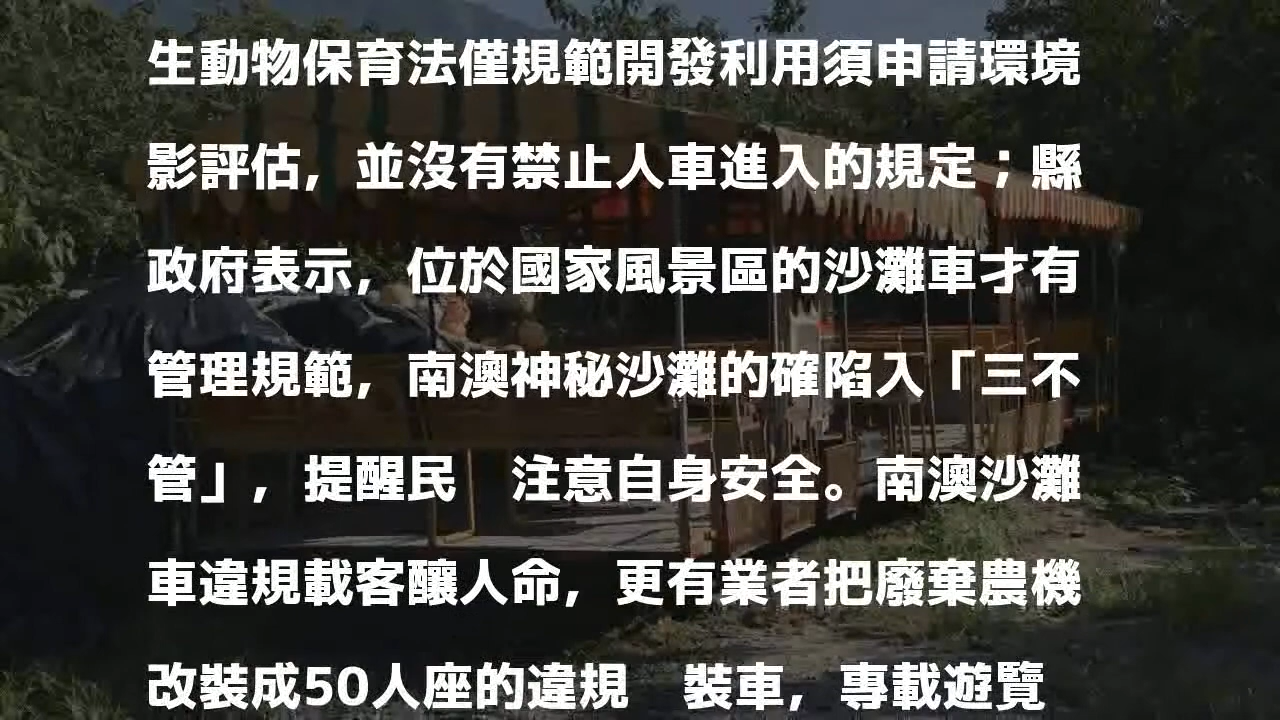 生動物保育法僅規範開發利用須申請環境
影評估，並沒有禁止人車進入的規定；縣
政府表示，位於國家風景區的沙灘車才有
管理規範，南澳神秘沙灘的確陷入「三不
管」，提醒民　注意自身安全。南澳沙灘
車違規載客釀人命，更有業者把廢棄農機
改裝成50人座的違規　裝車，專載遊覽